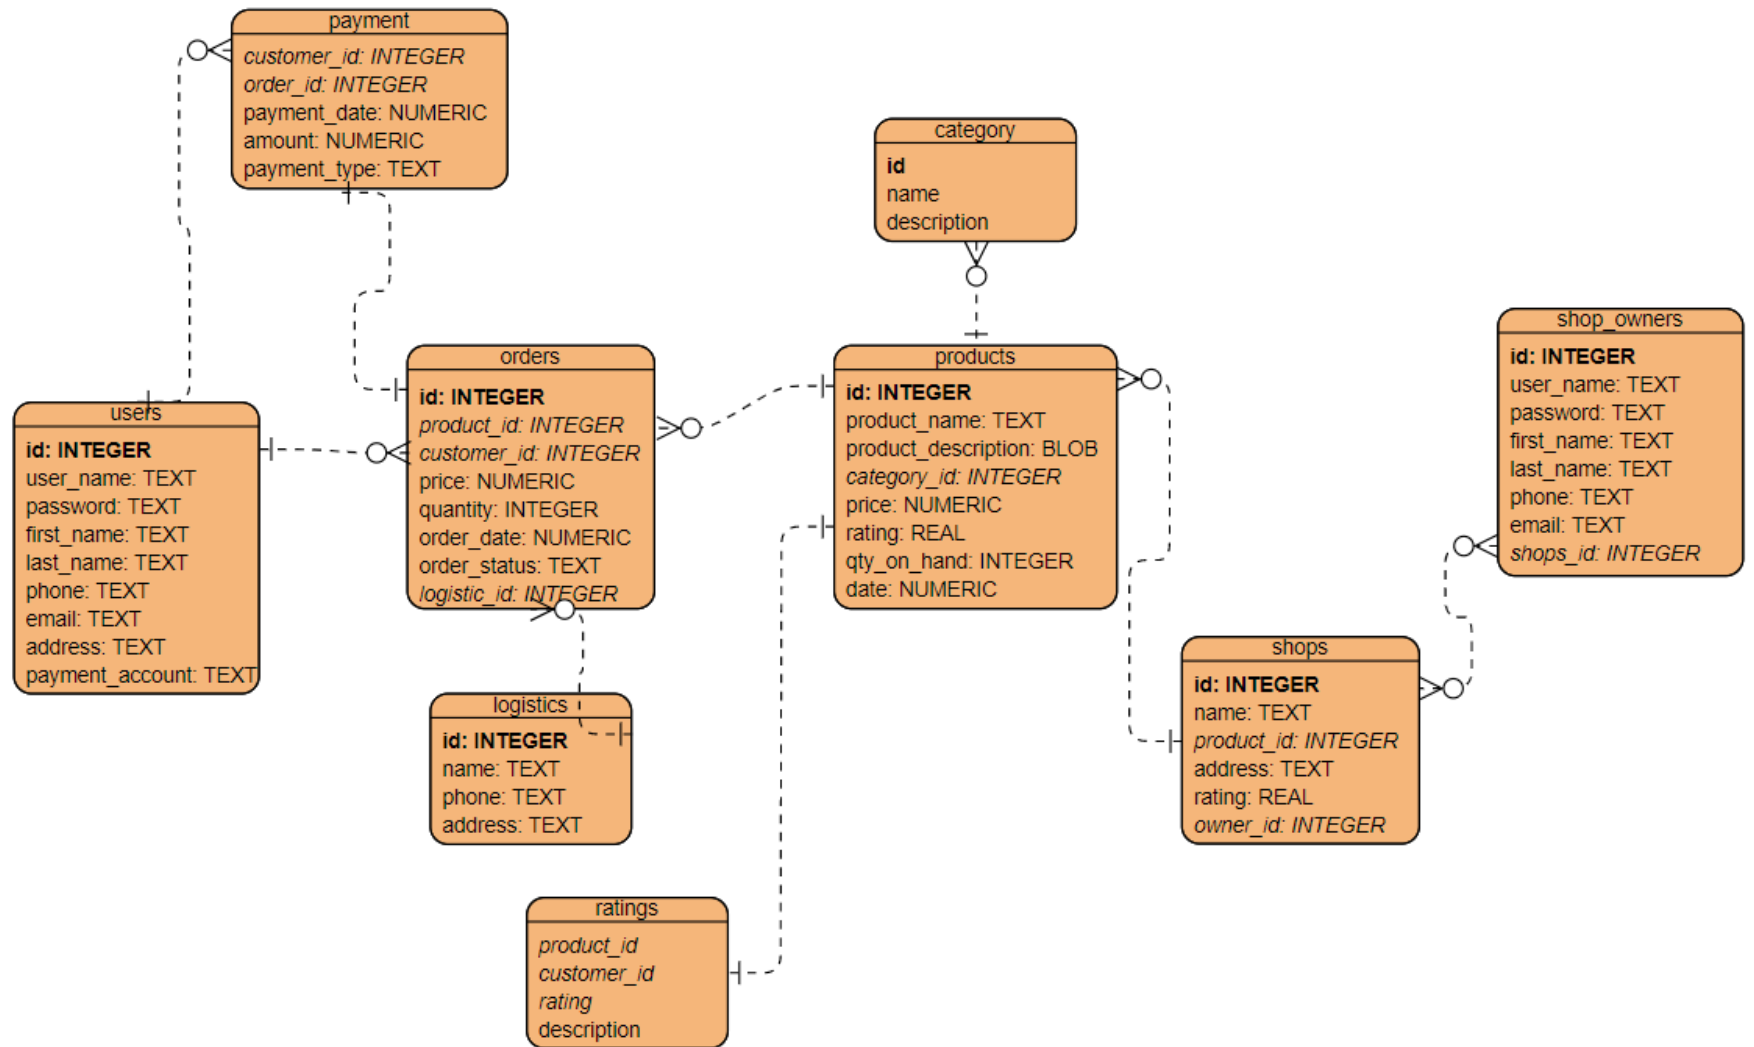 payment
customer_id: INTEGER
order_id: INTEGER
payment_date: NUMERIC
amount: NUMERIC
payment_type: TEXT
category
id
name
description
users
id: INTEGER
user_name: TEXT
password: TEXT
first_name: TEXT
last_name: TEXT
phone: TEXT
email: TEXT
address: TEXT
payment_account: TEXT
orders
id: INTEGER
product_id: INTEGER
customer_id: INTEGER
price: NUMERIC
quantity: INTEGER
order_date: NUMERIC
order_status: TEXT
logistic_id: INTEGER
products
id: INTEGER
product_name: TEXT
product_description: BLOB
category_id: INTEGER
price: NUMERIC
rating: REAL
qty_on_hand: INTEGER
date: NUMERIC
shop_owners
id: INTEGER
user_name: TEXT
password: TEXT
first_name: TEXT
last_name: TEXT
phone: TEXT
email: TEXT
shops_id: INTEGER
logistics
id: INTEGER
name: TEXT
phone: TEXT
address: TEXT
shops
id: INTEGER
name: TEXT
product_id: INTEGER
address: TEXT
rating: REAL
owner_id: INTEGER
ratings
product_id
customer_id
rating
description